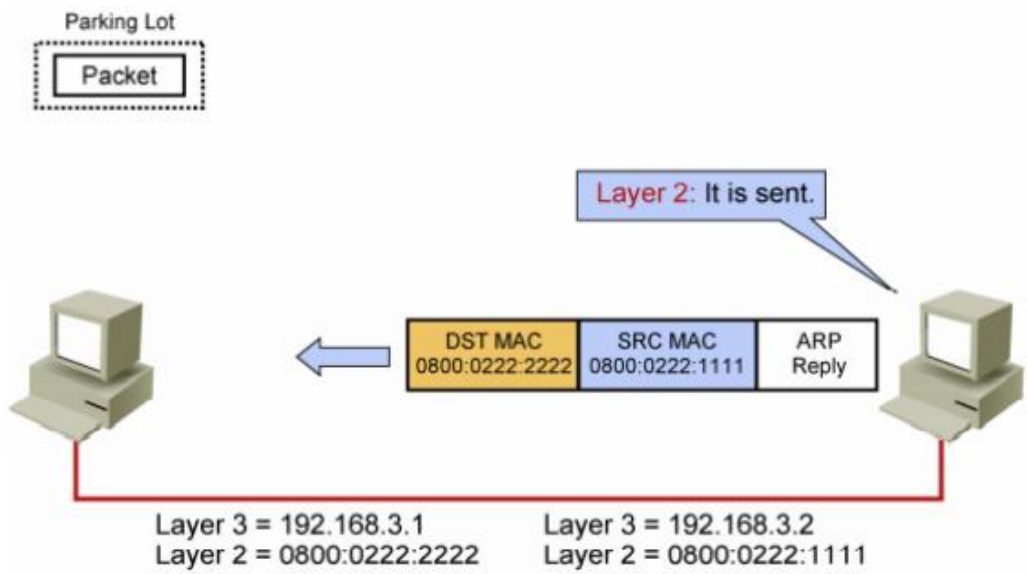 Parking Lot
Packet
Layer 2: It is sent.
DST MAC
0800:0222:2222
SRC MAC
0800:0222:1111
ARP
Reply
Layer 3 = 192.168.3.1
Layer 2 = 0800:0222:2222
Layer 3 = 192.168.3.2
Layer 2 = 0800:0222:1111